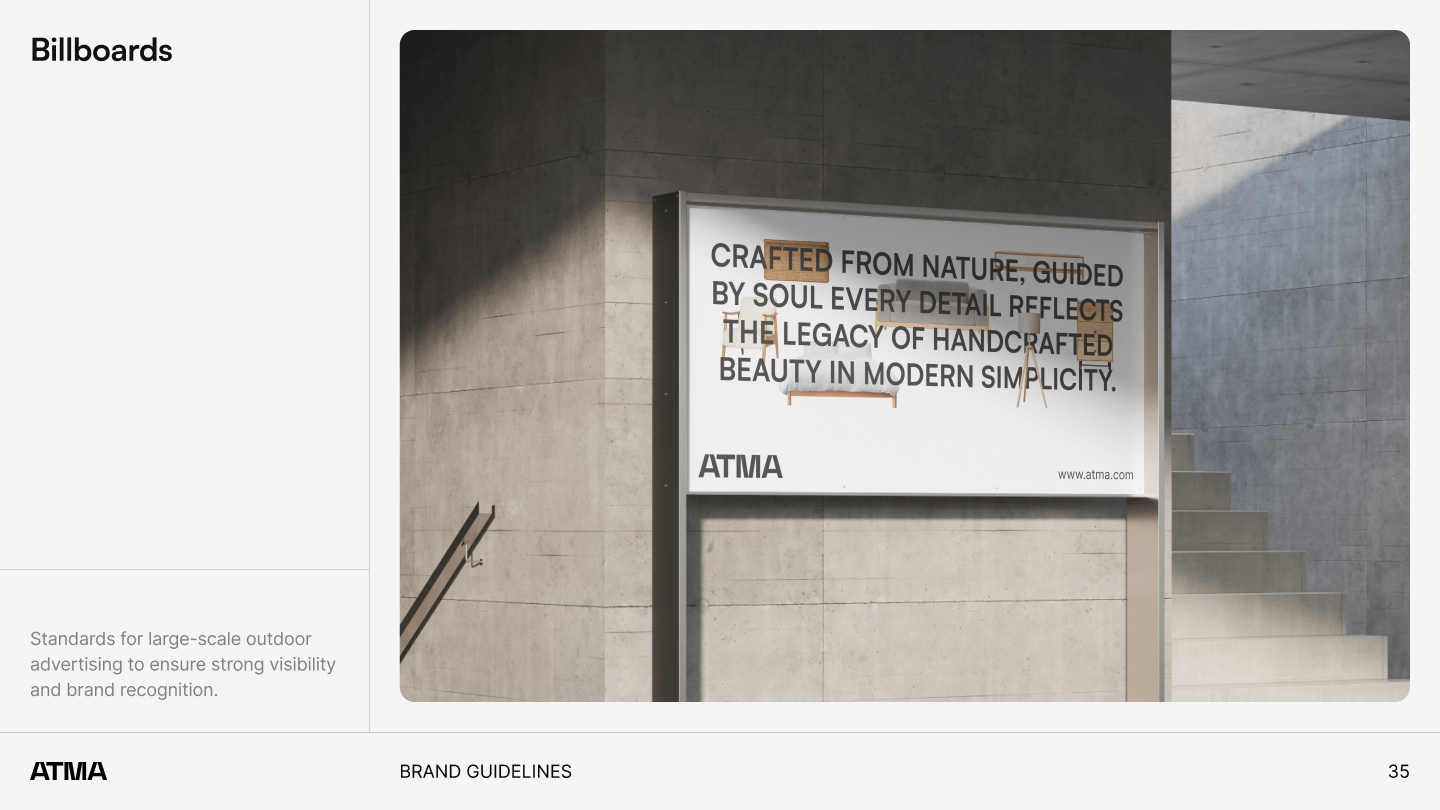 Billboards
CRAFTED FROM NATURE, GUIDED
BY SOUL EVERY DETAIL REFLECTS
THE LEGACY OF HANDCRAFTED
BEAUTY IN MODERN SIMPLICITY.
ATMA
www.atma.com
Standards for large-scale outdoor
advertising to ensure strong visibility
and brand recognition.
ATMA
BRAND GUIDELINES
35